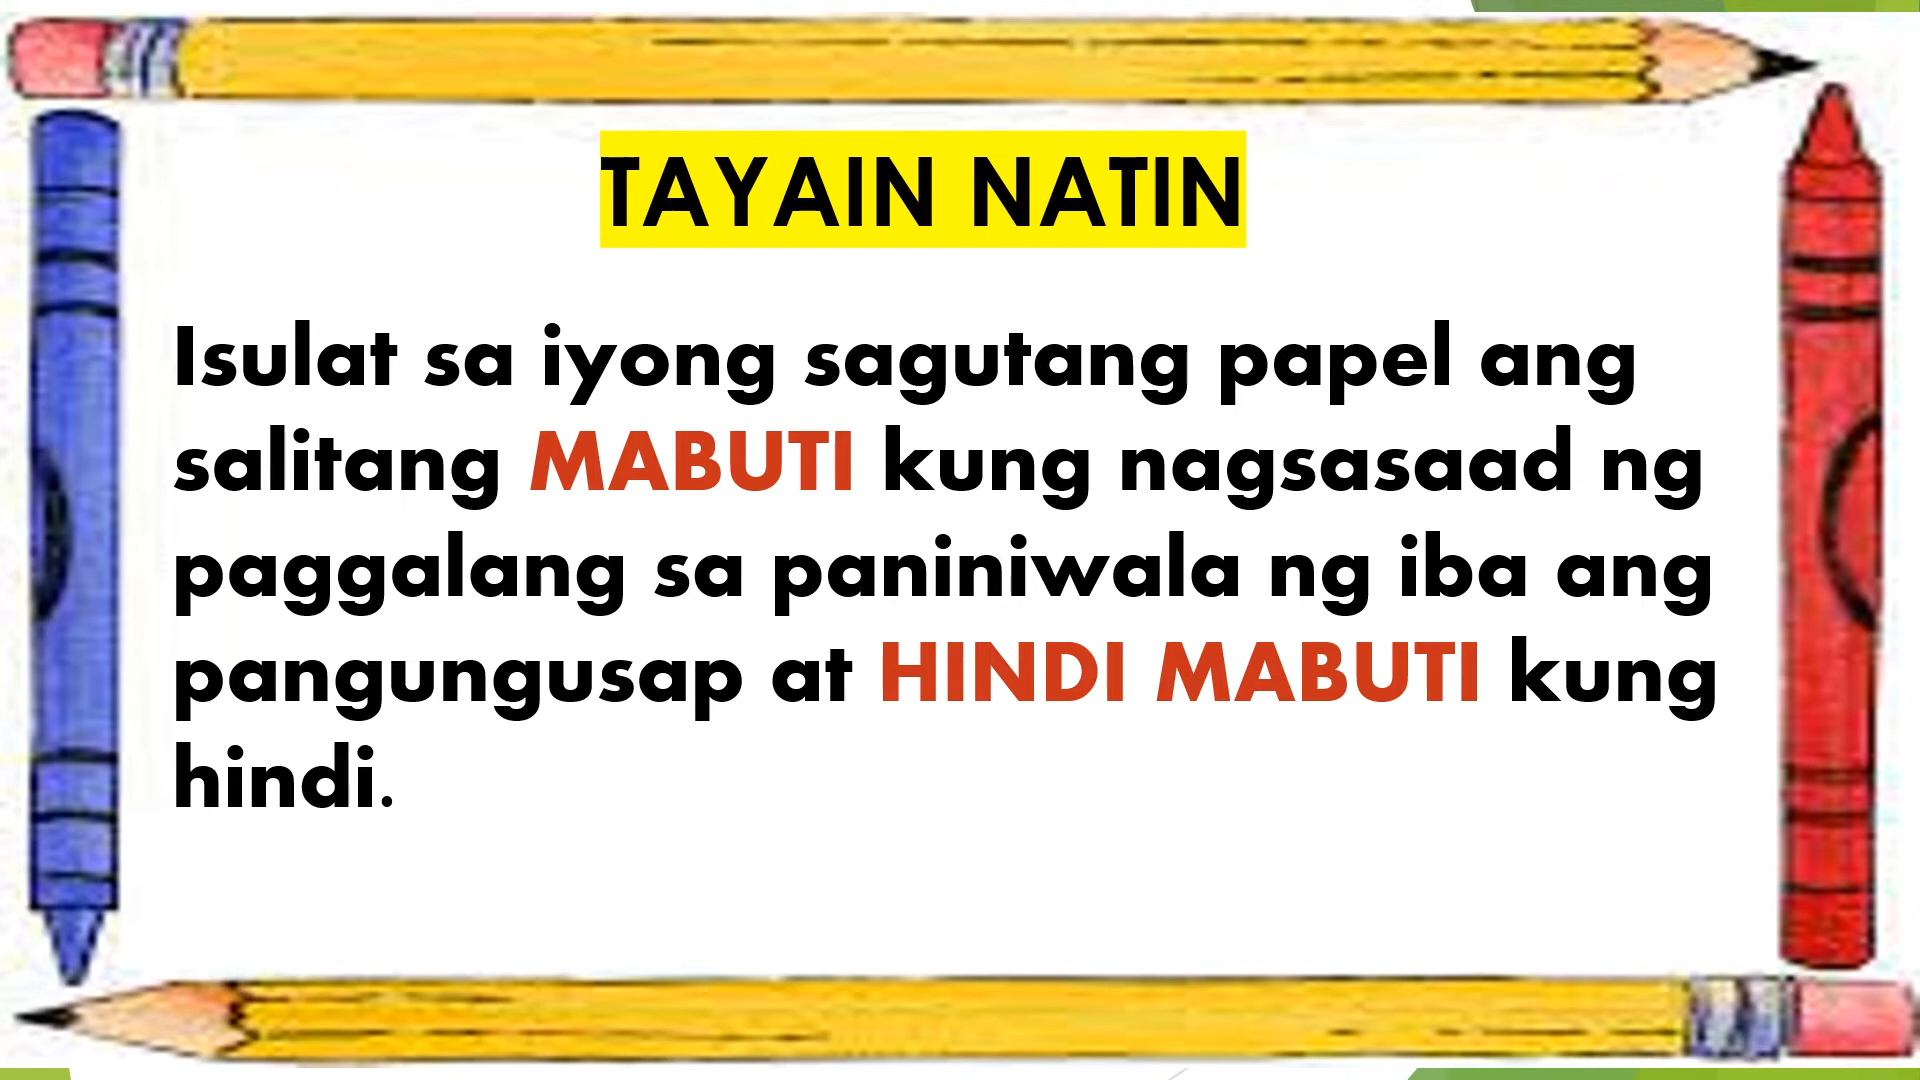 TAYAIN NATIN
Isulat sa iyong sagutang papel ang
salitang MABUTI kung nagsasaad ng
paggalang sa paniniwala ng iba ang
pangungusap at HINDI MABUTI kung
hindi.